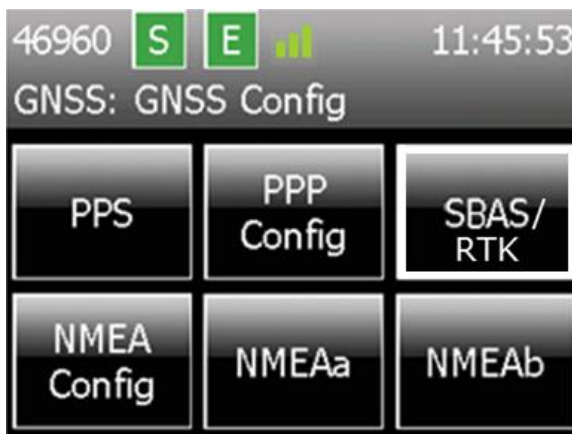 46960 S E 11:45:53
GNSS: GNSS Config
PPS
PPP
Config
SBAS/
RTK
NMEA
Config
NMEAa
NMEAb